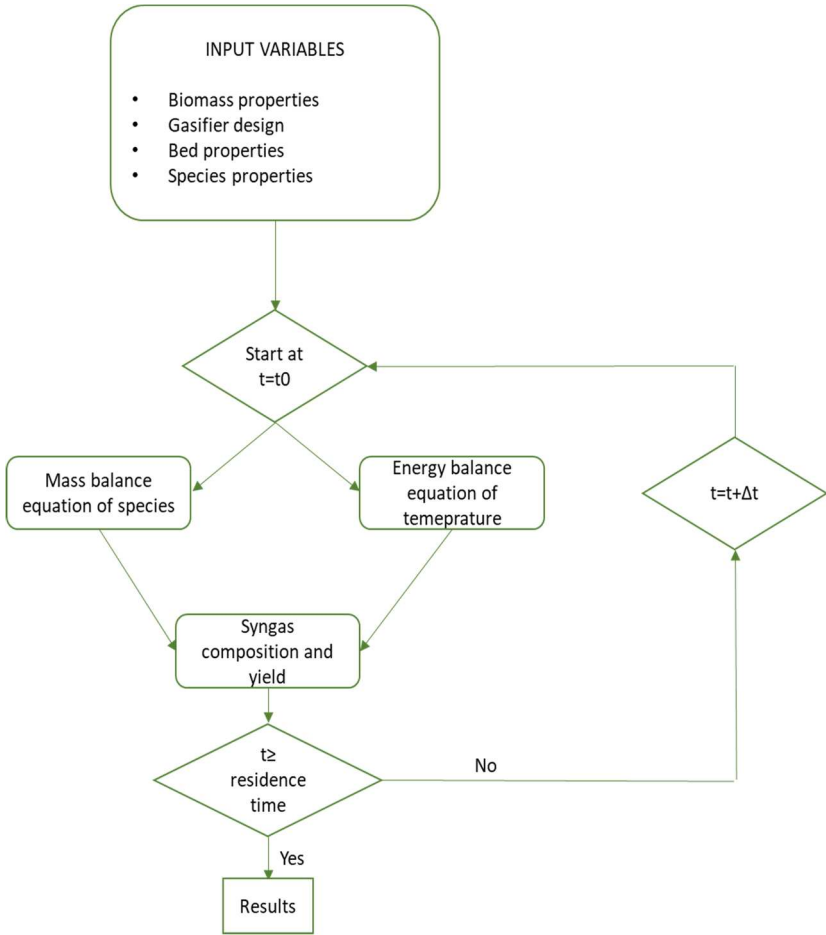 INPUT VARIABLES
• Biomass properties
• Gasifier design
• Bed properties
• Species properties
Start at
t=t0
Mass balance
equation of species
Energy balance
equation of
temeprature
t=t+Δt
Syngas
composition and
yield
t≥
residence
time
No
Yes
Results